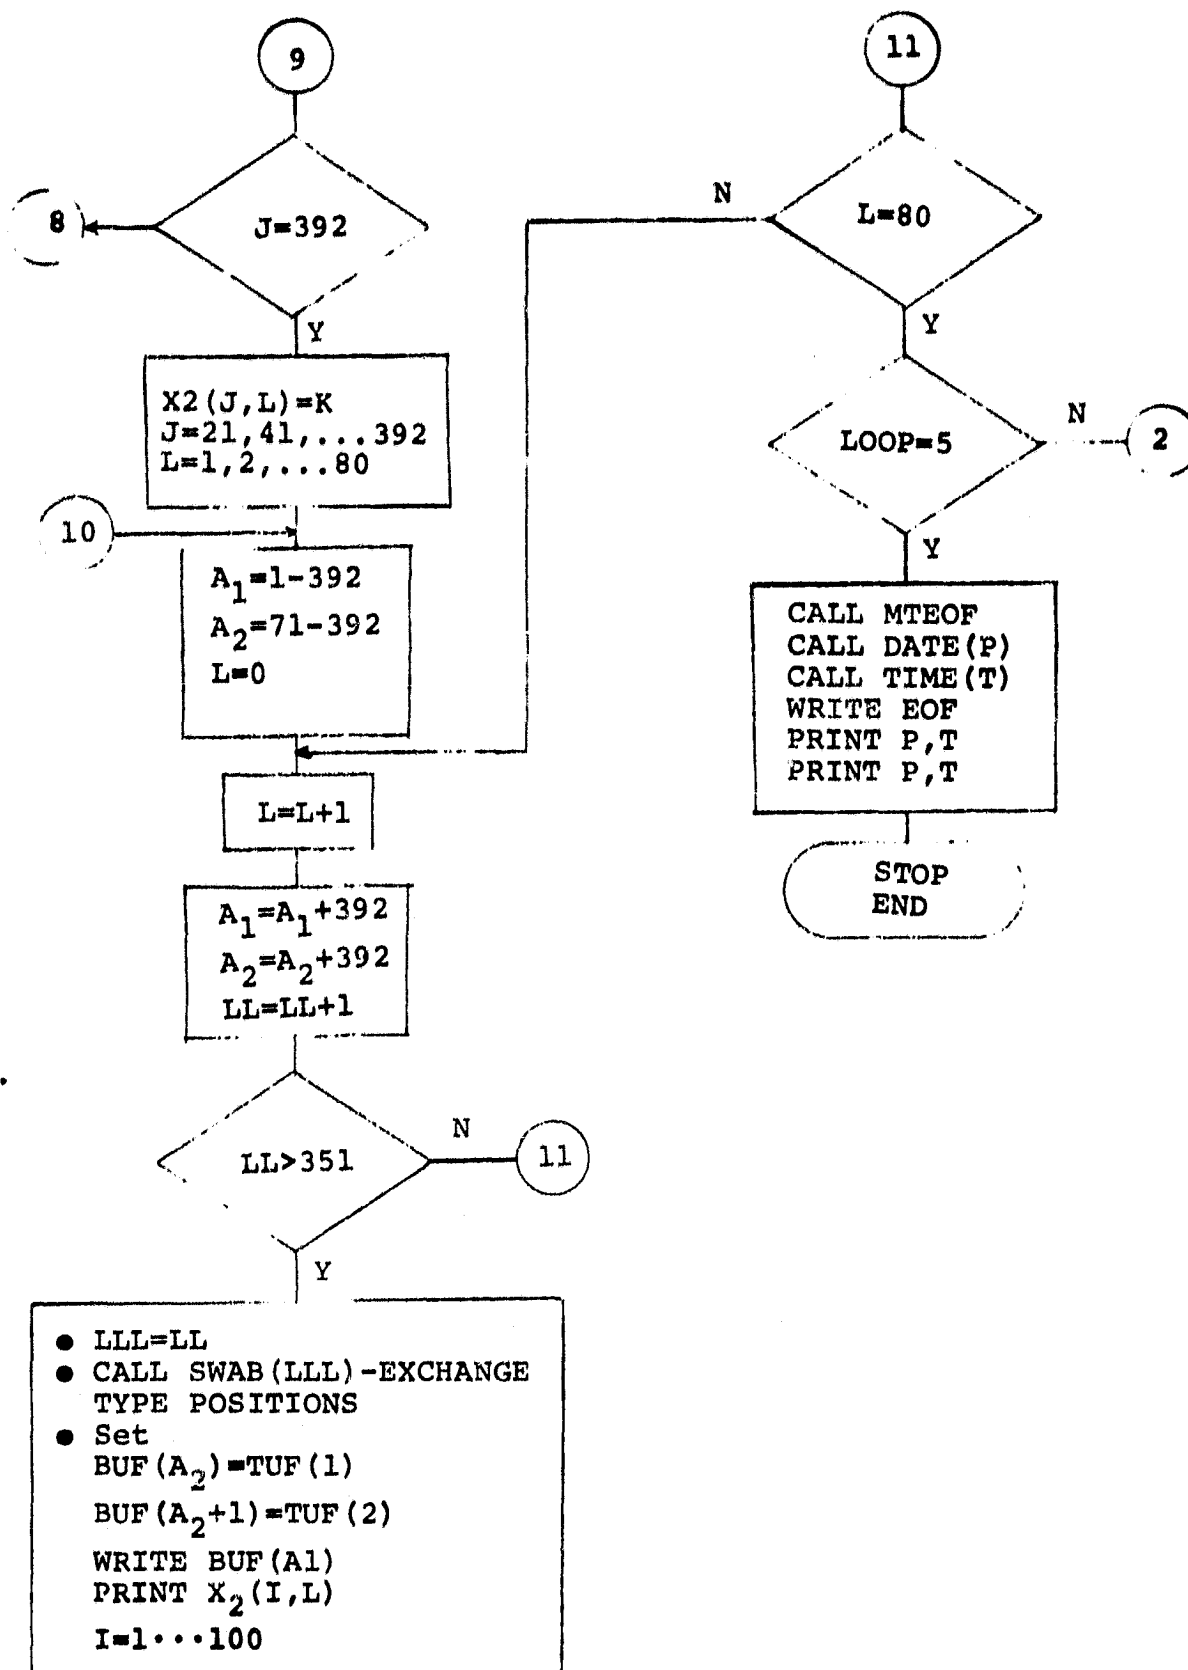 9
J=392
8
Y
X2(J,L)=K
J=21,41,...392
L=1,2,...80
10
A1=1-392
A2=71-392
L=0
L=L+1
A1=A1+392
A2=A2+392
LL=LL+1
LL>351
N
11
Y
● LLL=LL
● CALL SWAB(LLL)-EXCHANGE
TYPE POSITIONS
● Set
BUF(A2)=TUF(1)
BUF(A2+1)=TUF(2)
WRITE BUF(A1)
PRINT X2(I,L)
I=1···100
11
N
L=80
Y
LOOP=5
N
2
Y
CALL MTEOF
CALL DATE(P)
CALL TIME(T)
WRITE EOF
PRINT P,T
PRINT P,T
STOP
END